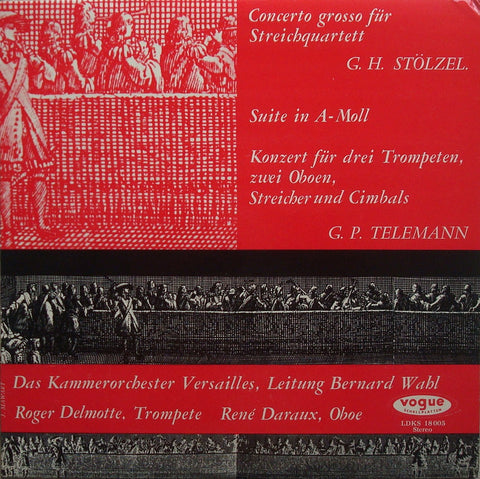 Concerto grosso für
Streichquartett
G. H. STÖLZEL.
Suite in A-Moll
Konzert für drei Trompeten,
zwei Oboen,
Streicher und Cimbals
G. P. TELEMANN
Das Kammerorchester Versailles, Leitung Bernard Wahl
Roger Delmotte, Trompete René Daraux, Oboe
vogue
SCHALLPLATTEN
LDKS 18005
Stereo